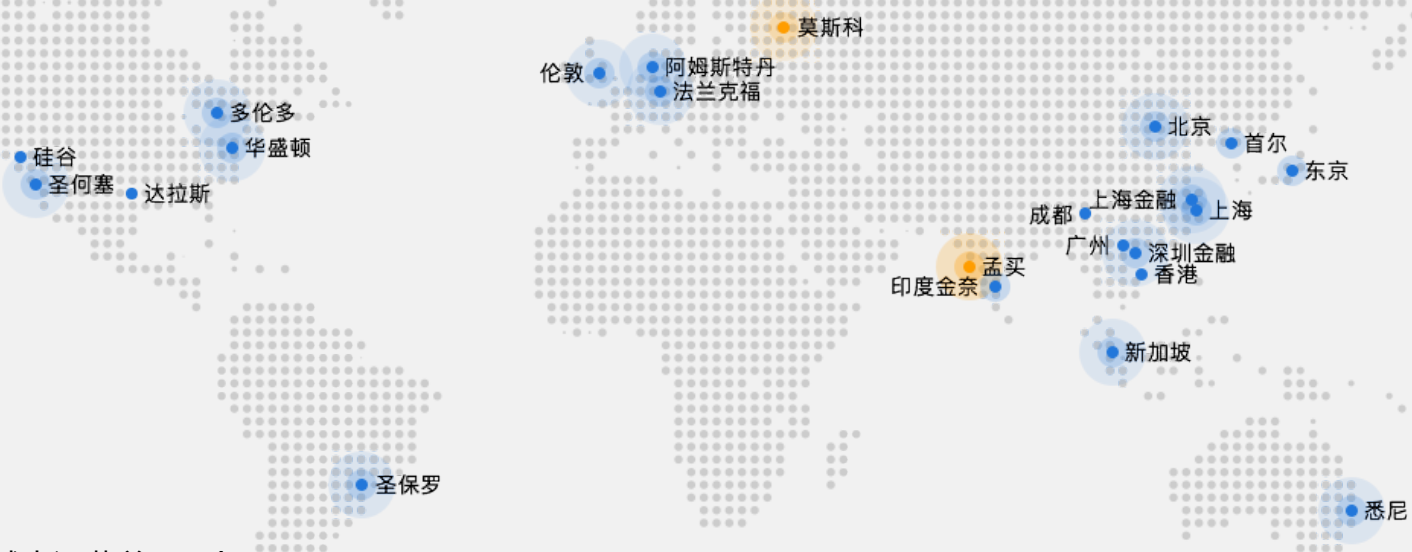 莫斯科
伦敦
阿姆斯特丹
法兰克福
多伦多
华盛顿
硅谷
圣何塞
达拉斯
北京
首尔
东京
上海金融
上海
成都
广州
深圳金融
香港
孟买
印度金奈
新加坡
圣保罗
悉尼